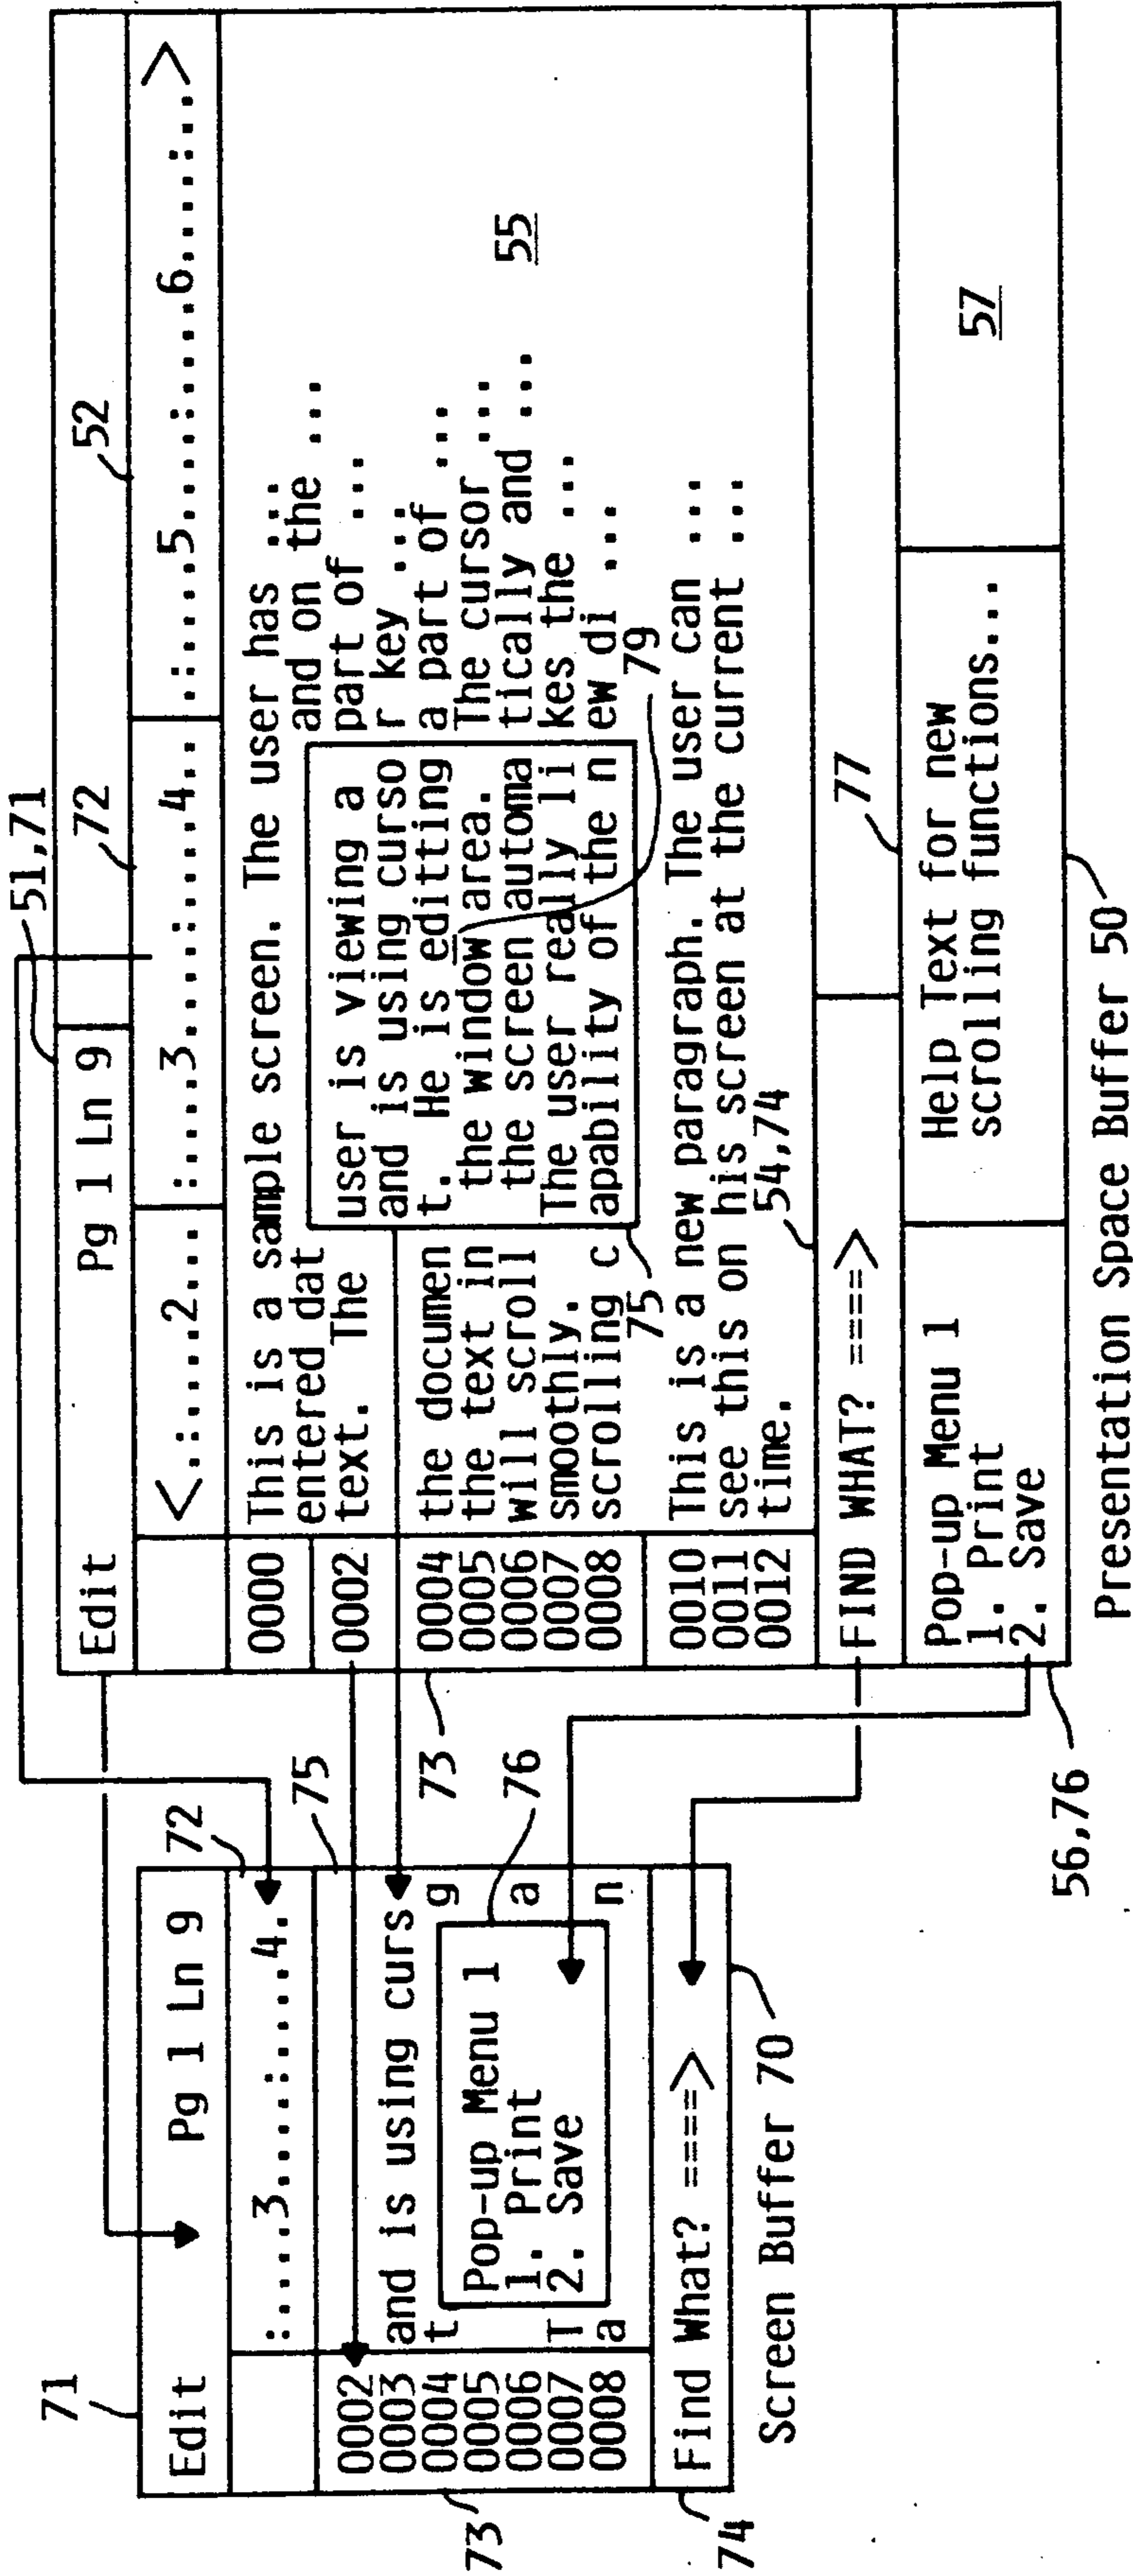 71
Edit Pg 1 Ln 9
72
:....3....:....4.
75
0002
0003 and is using curs
0004 t g
0005
0006 a
0007 T
0008 a n
73
76
Pop-up Menu 1
1. Print
2. Save
Find What? ====>
74
Screen Buffer 70
51,71
Edit Pg 1 Ln 9
72
52
<.:....2... :....3....:....4.. .:....5....:....6....:...>
0000 This is a sample screen. The user has ...
entered dat and on the ...
0002 text. The user is viewing a part of ...
and is using curso r key ...
0004 the documen t. He is editting a part of ...
0005 the text in the window area. The cursor ...
0006 will scroll the screen automa tically and ...
0007 smoothly. The user really li kes the ...
0008 scrolling c apability of the n ew di ...
75
79
55
0010 This is a new paragraph. The user can ...
0011 see this on his screen at the current ...
0012 time.
73
54,74
FIND WHAT? ====>
77
Pop-up Menu 1
1. Print
2. Save
Help Text for new
scrolling functions...
57
56,76
Presentation Space Buffer 50